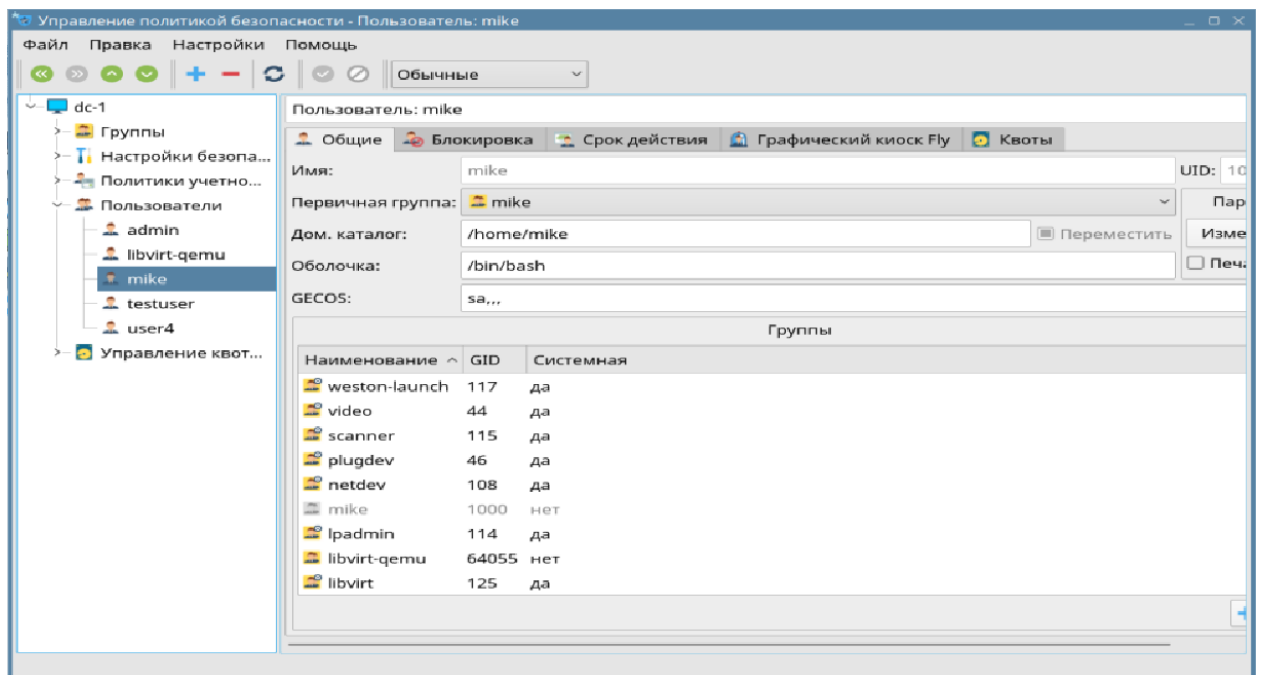 Управление политикой безопасности - Пользователь: mike
Файл Правка Настройки Помощь
Обычные
dc-1
Группы
Настройки безопа...
Политики учетно...
Пользователи
admin
libvirt-qemu
mike
testuser
user4
Управление квот...
Пользователь: mike
Общие Блокировка Срок действия Графический киоск Fly Квоты
Имя: mike UID: 10
Первичная группа: mike Пар
Дом. каталог: /home/mike Переместить Изме
Оболочка: /bin/bash Печа
GECOS: sa,,,
Группы
Наименование GID Системная
weston-launch 117 да
video 44 да
scanner 115 да
plugdev 46 да
netdev 108 да
mike 1000 нет
lpadmin 114 да
libvirt-qemu 64055 нет
libvirt 125 да